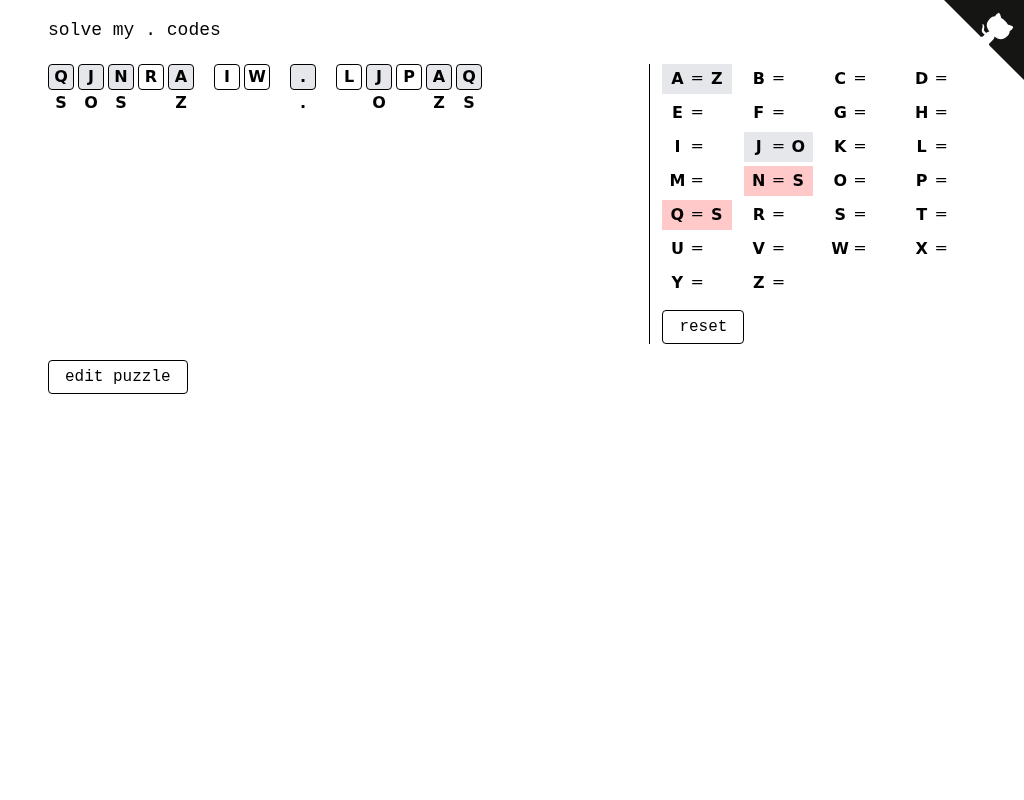 solve my . codes
Q J N R A I W . L J P A Q
S O S Z . O Z S
A = Z B = C = D =
E = F = G = H =
I = J = O K = L =
M = N = S O = P =
Q = S R = S = T =
U = V = W = X =
Y = Z =
reset
edit puzzle